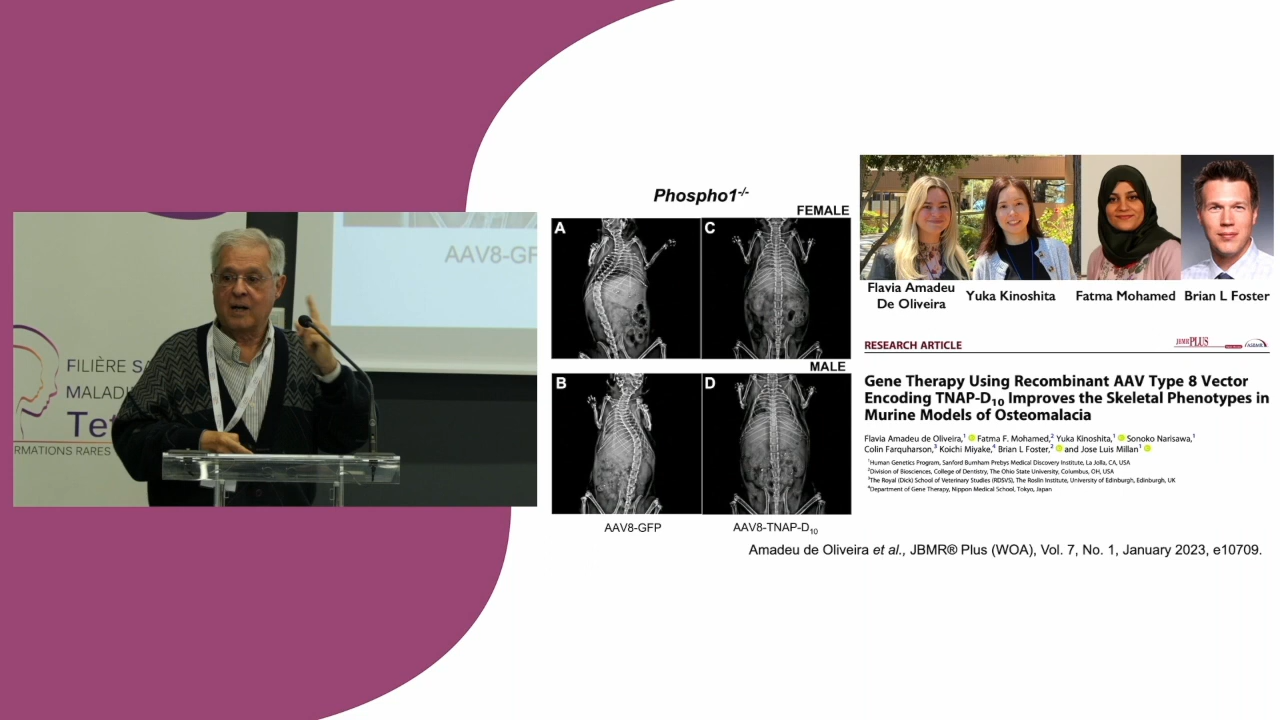 AAV8-GF
FILIÈRE SA
MALADI
Tet
RMATIONS RARES
Phospho1-/-
FEMALE
A
C
MALE
B
D
AAV8-GFP
AAV8-TNAP-D10
Flavia Amadeu
De Oliveira
Yuka Kinoshita
Fatma Mohamed
Brian L Foster
RESEARCH ARTICLE
JBMR PLUS
ASBMR
Gene Therapy Using Recombinant AAV Type 8 Vector
Encoding TNAP-D10 Improves the Skeletal Phenotypes in
Murine Models of Osteomalacia
Flavia Amadeu de Oliveira,1 Fatma F. Mohamed,2 Yuka Kinoshita,1 Sonoko Narisawa,1
Colin Farquharson,3 Koichi Miyake,4 Brian L Foster,2 and Jose Luis Millan1
1Human Genetics Program, Sanford Burnham Prebys Medical Discovery Institute, La Jolla, CA, USA
2Division of Biosciences, College of Dentistry, The Ohio State University, Columbus, OH, USA
3The Royal (Dick) School of Veterinary Studies (RDSVS), The Roslin Institute, University of Edinburgh, Edinburgh, UK
4Department of Gene Therapy, Nippon Medical School, Tokyo, Japan
Amadeu de Oliveira et al., JBMR® Plus (WOA), Vol. 7, No. 1, January 2023, e10709.